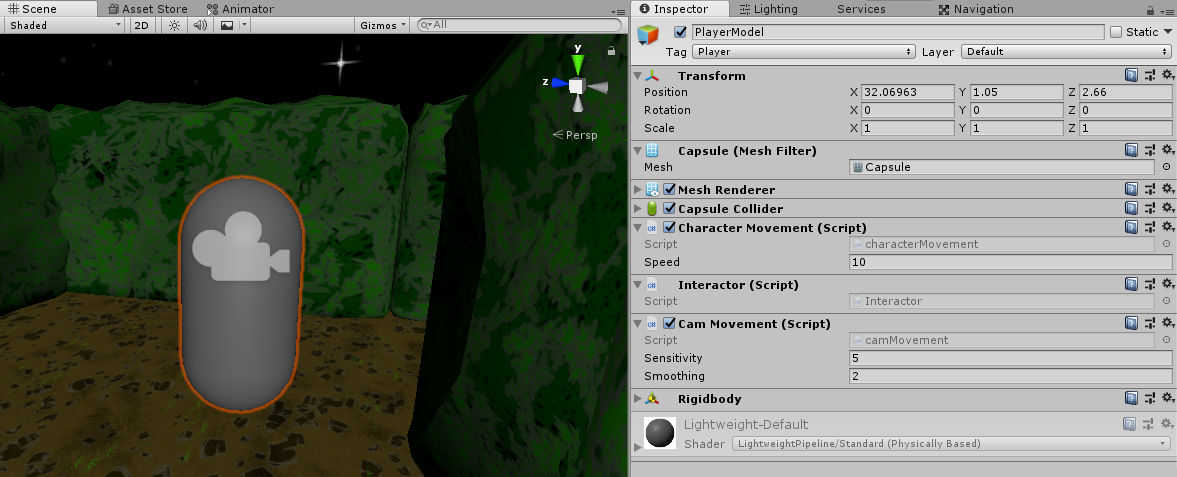 Scene Asset Store Animator
Shaded 2D Gizmos All
y
z
Persp
Inspector Lighting Services Navigation
PlayerModel Static
Tag Player Layer Default
Transform
Position X 32.06963 Y 1.05 Z 2.66
Rotation X 0 Y 0 Z 0
Scale X 1 Y 1 Z 1
Capsule (Mesh Filter)
Mesh Capsule
Mesh Renderer
Capsule Collider
C# Character Movement (Script)
Script characterMovement
Speed 10
C# Interactor (Script)
Script Interactor
C# Cam Movement (Script)
Script camMovement
Sensitivity 5
Smoothing 2
Rigidbody
Lightweight-Default
Shader LightweightPipeline/Standard (Physically Based)